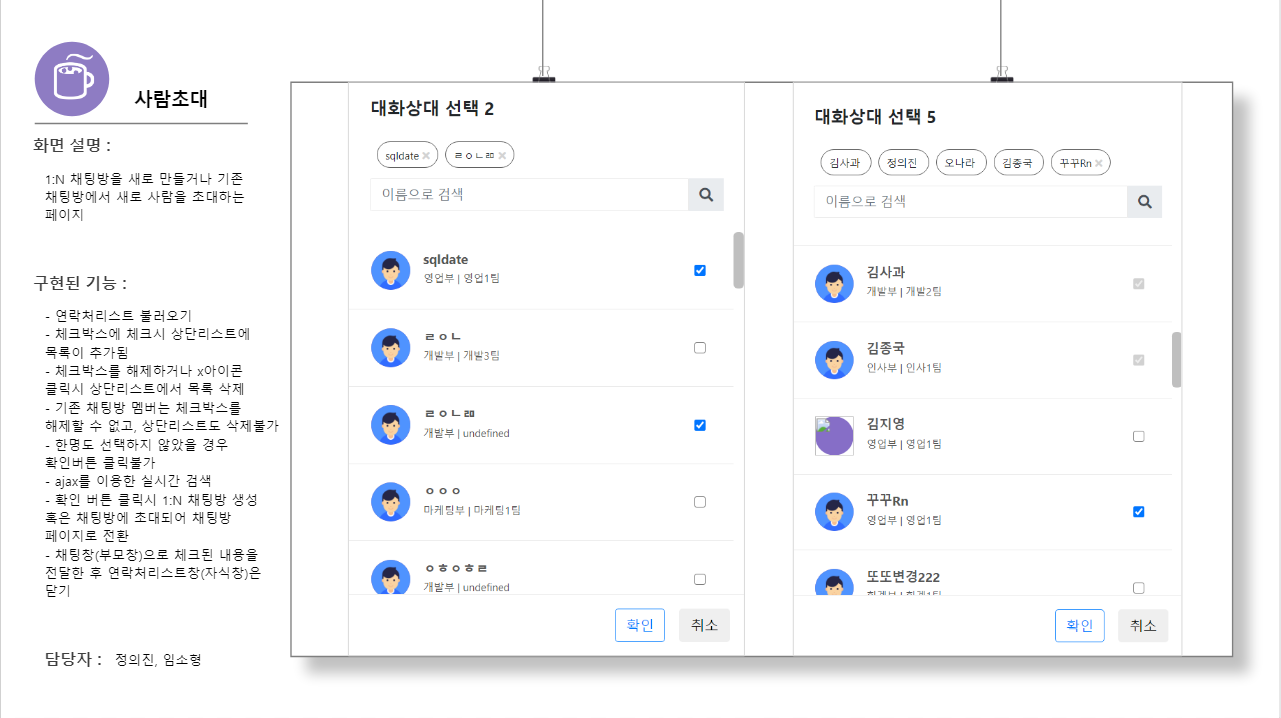 사람초대
화면 설명 :
1:N 채팅방을 새로 만들거나 기존
채팅방에서 새로 사람을 초대하는
페이지
구현된 기능 :
- 연락처리스트 불러오기
- 체크박스에 체크시 상단리스트에
목록이 추가됨
- 체크박스를 해제하거나 x아이콘
클릭시 상단리스트에서 목록 삭제
- 기존 채팅방 멤버는 체크박스를
해제할 수 없고, 상단리스트도 삭제불가
- 한명도 선택하지 않았을 경우
확인버튼 클릭불가
- ajax를 이용한 실시간 검색
- 확인 버튼 클릭시 1:N 채팅방 생성
혹은 채팅방에 초대되어 채팅방
페이지로 전환
- 채팅창(부모창)으로 체크된 내용을
전달한 후 연락처리스트창(자식창)은
닫기
담당자 : 정의진, 임소형
대화상대 선택 2
sqldate × ㄹㅇㄴㄻ ×
이름으로 검색
sqldate
영업부 | 영업1팀
ㄹㅇㄴ
개발부 | 개발3팀
ㄹㅇㄴㄻ
개발부 | undefined
ㅇㅇㅇ
마케팅부 | 마케팅1팀
ㅇㅎㅇㅎㄹ
개발부 | undefined
확인 취소
대화상대 선택 5
김사과 정의진 오나라 김종국 꾸꾸Rn ×
이름으로 검색
김사과
개발부 | 개발2팀
김종국
인사부 | 인사1팀
김지영
영업부 | 영업1팀
꾸꾸Rn
영업부 | 영업1팀
또또변경222
회계부 | 회계1팀
확인 취소